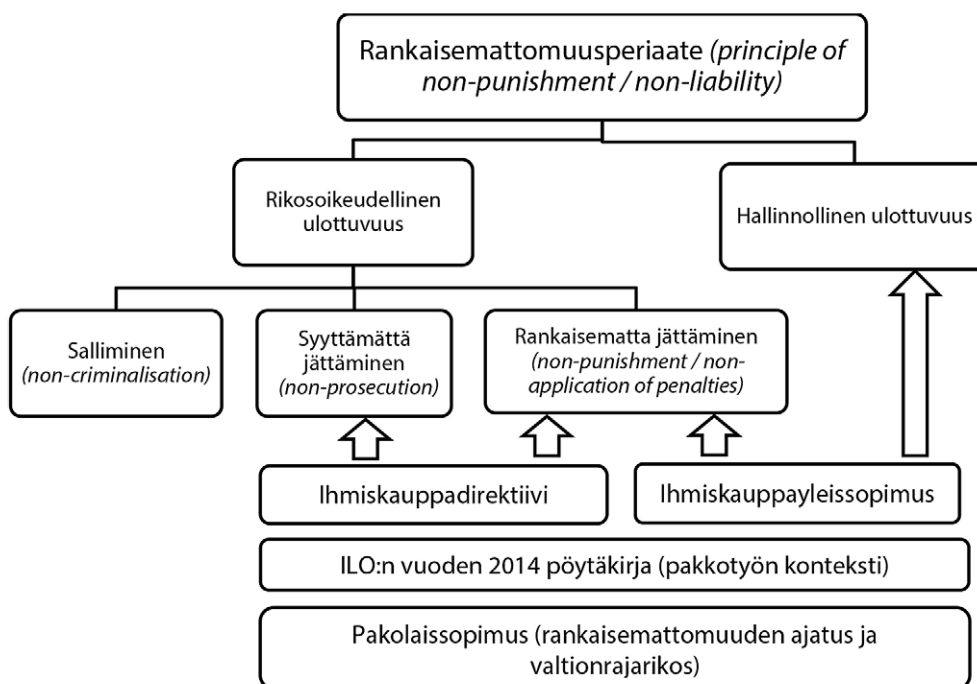 Rankaisemattomuusperiaate (principle of
non-punishment / non-liability)
Rikosoikeudellinen
ulottuvuus
Hallinnollinen ulottuvuus
Salliminen
(non-criminalisation)
Syyttämättä
jättäminen
(non-prosecution)
Rankaisematta jättäminen
(non-punishment / non-
application of penalties)
Ihmiskauppadirektiivi
Ihmiskauppayleissopimus
ILO:n vuoden 2014 pöytäkirja (pakkotyön konteksti)
Pakolaissopimus (rankaisemattomuuden ajatus ja
valtionrajarikos)